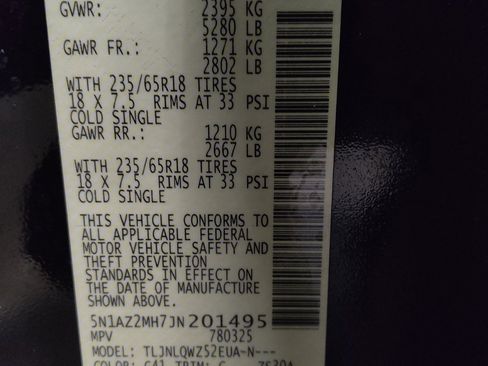 GVWR: 2395 KG
5280 LB
GAWR FR.: 1271 KG
2802 LB
WITH 235/65R18 TIRES
18 X 7.5 RIMS AT 33 PSI
COLD SINGLE
GAWR RR.: 1210 KG
2667 LB
WITH 235/65R18 TIRES
18 X 7.5 RIMS AT 33 PSI
COLD SINGLE
THIS VEHICLE CONFORMS TO
ALL APPLICABLE FEDERAL
MOTOR VEHICLE SAFETY AND
THEFT PREVENTION
STANDARDS IN EFFECT ON
THE DATE OF MANUFACTURE
SHOWN ABOVE.
5N1AZ2MH7JN201495
MPV 780325
MODEL: TLJNLQWZ52EUA-N---
COLOR: G41 TRIM: G